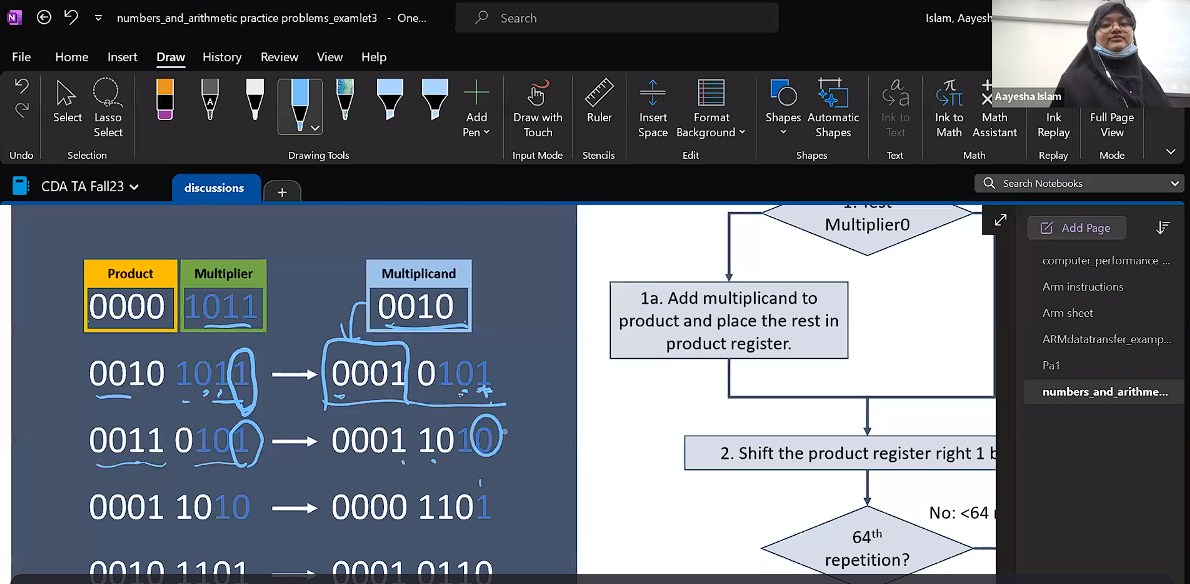 numbers_and_arithmetic practice problems_examlet3 - One...
Search
Islam, Aayesh
File Home Insert Draw History Review View Help
Aayesha Islam
Select
Lasso Select
Add Pen
Draw with Touch
Ruler
Insert Space
Format Background
Shapes
Automatic Shapes
Ink to Text
Ink to Math
Math Assistant
Ink Replay
Full Page View
Undo Selection Drawing Tools Input Mode Stencils Edit Shapes Text Math Replay Mode
CDA TA Fall23
discussions
Search Notebooks
Product Multiplier Multiplicand
0000 1011 0010
0010 1011 → 0001 0101
0011 0101 → 0001 1010
0001 1010 → 0000 1101
0010 1101 → 0001 0110
1. Test
Multiplier0
1a. Add multiplicand to
product and place the rest in
product register.
2. Shift the product register right 1 b
No: <64 r
64th
repetition?
Add Page
computer_performance_...
Arm instructions
Arm sheet
ARMdatatransfer_examp...
Pa1
numbers_and_arithme...